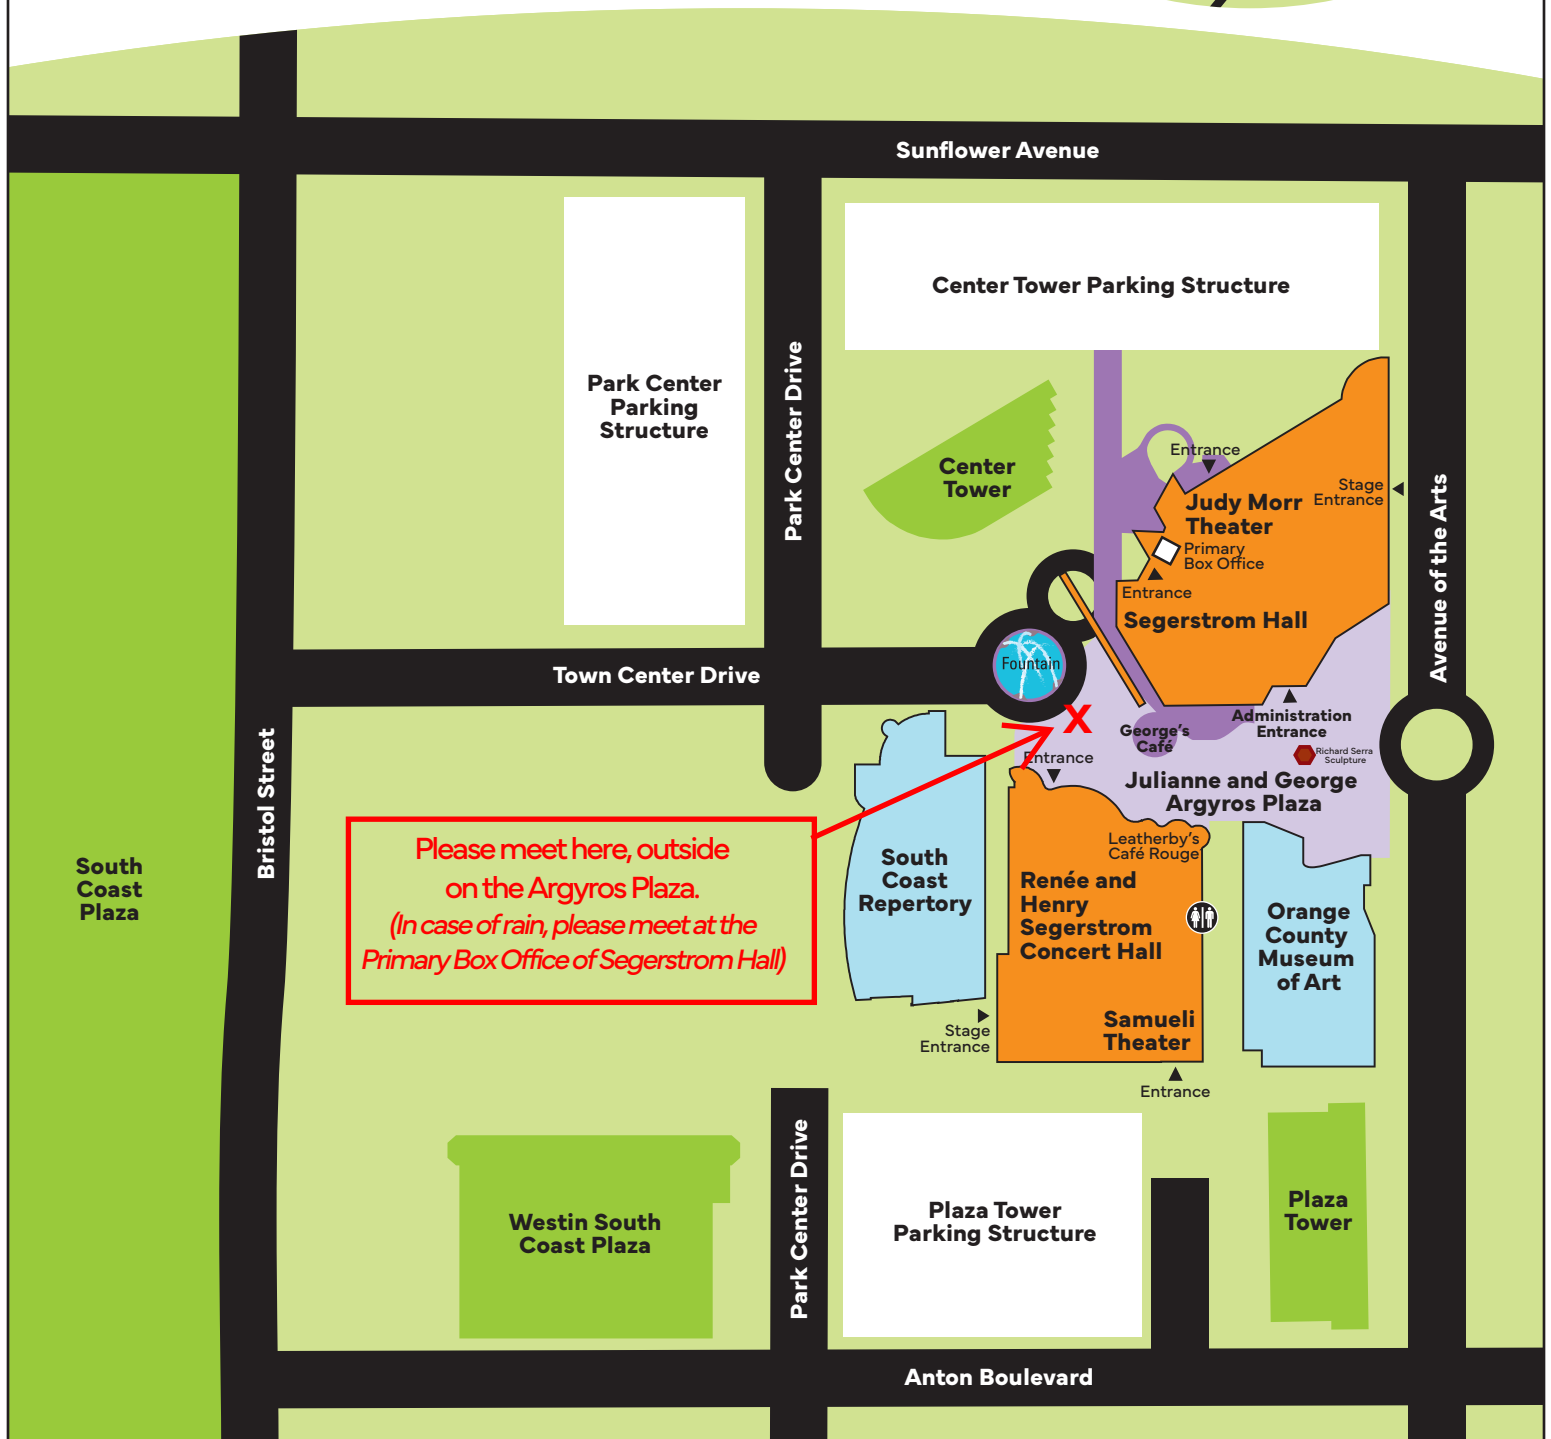 Sunflower Avenue
Center Tower Parking Structure
Park Center
Parking
Structure
Park Center Drive
Center
Tower
Entrance
Stage
Entrance
Judy Morr
Theater
Primary
Box Office
Entrance
Segerstrom Hall
Avenue of the Arts
Fountain
Town Center Drive
George's
Café
Administration
Entrance
Richard Serra
Sculpture
Entrance
Julianne and George
Argyros Plaza
X
Bristol Street
South
Coast
Plaza
Please meet here, outside
on the Argyros Plaza.
(In case of rain, please meet at the
Primary Box Office of Segerstrom Hall)
South
Coast
Repertory
Leatherby's
Café Rouge
Renée and
Henry
Segerstrom
Concert Hall
Orange
County
Museum
of Art
Samueli
Theater
Stage
Entrance
Entrance
Park Center Drive
Westin South
Coast Plaza
Plaza Tower
Parking Structure
Plaza
Tower
Anton Boulevard